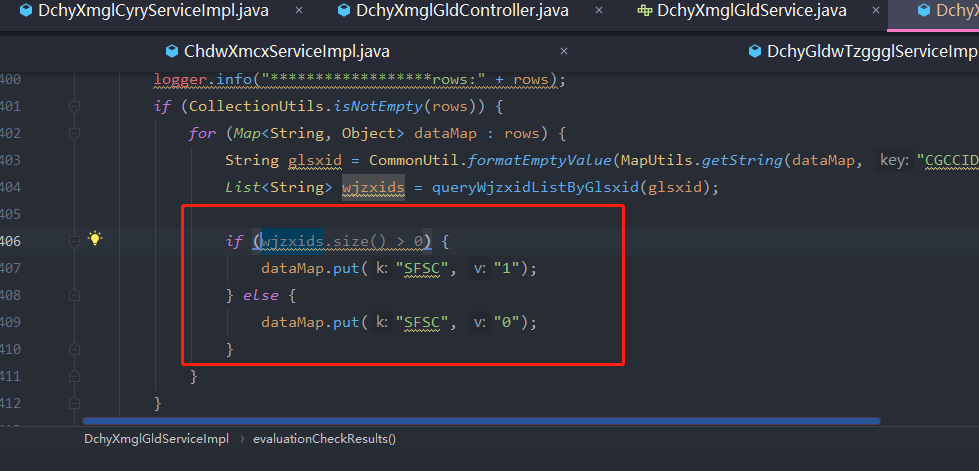 DchyXmglCyryServiceImpl.java × DchyXmglGldController.java × DchyXmglGldService.java × DchyX
ChdwXmcxServiceImpl.java × DchyGldwTzggglServiceImp
400 logger.info("******************rows:" + rows);
401 if (CollectionUtils.isNotEmpty(rows)) {
402 for (Map<String, Object> dataMap : rows) {
403 String glsxid = CommonUtil.formatEmptyValue(MapUtils.getString(dataMap, key: "CGCCID
404 List<String> wjzxids = queryWjzxidListByGlsxid(glsxid);
405
406 if (wjzxids.size() > 0) {
407 dataMap.put( k: "SFSC", v: "1");
408 } else {
409 dataMap.put( k: "SFSC", v: "0");
410 }
411 }
412 }
DchyXmglGldServiceImpl › evaluationCheckResults()